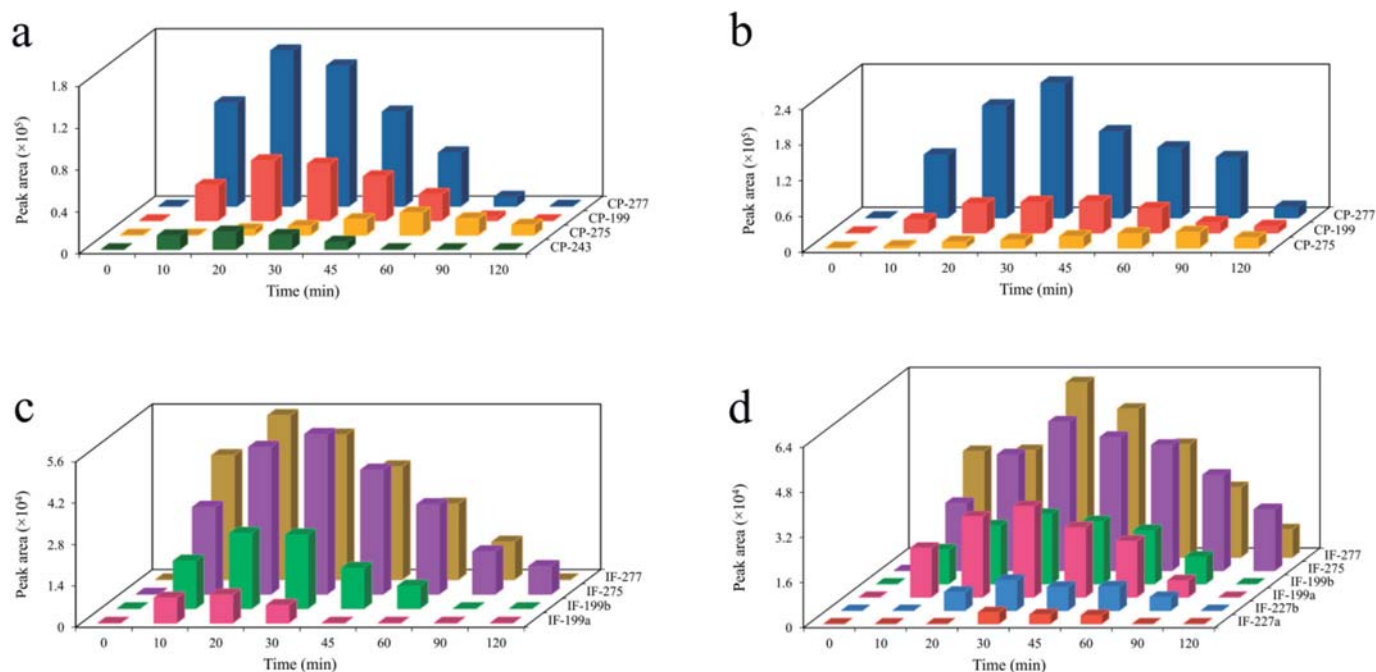 a
1.8
1.2
0.8
0.4
0
Peak area (×10⁵)
0 10 20 30 45 60 90 120
Time (min)
CP-277
CP-199
CP-275
CP-243
b
2.4
1.8
1.2
0.6
0
Peak area (×10⁵)
0 10 20 30 45 60 90 120
Time (min)
CP-277
CP-199
CP-275
c
5.6
4.2
2.8
1.4
0
Peak area (×10⁴)
0 10 20 30 45 60 90 120
Time (min)
IF-277
IF-275
IF-199b
IF-199a
d
6.4
4.8
3.2
1.6
0
Peak area (×10⁴)
0 10 20 30 45 60 90 120
Time (min)
IF-277
IF-275
IF-199b
IF-199a
IF-227b
IF-227a